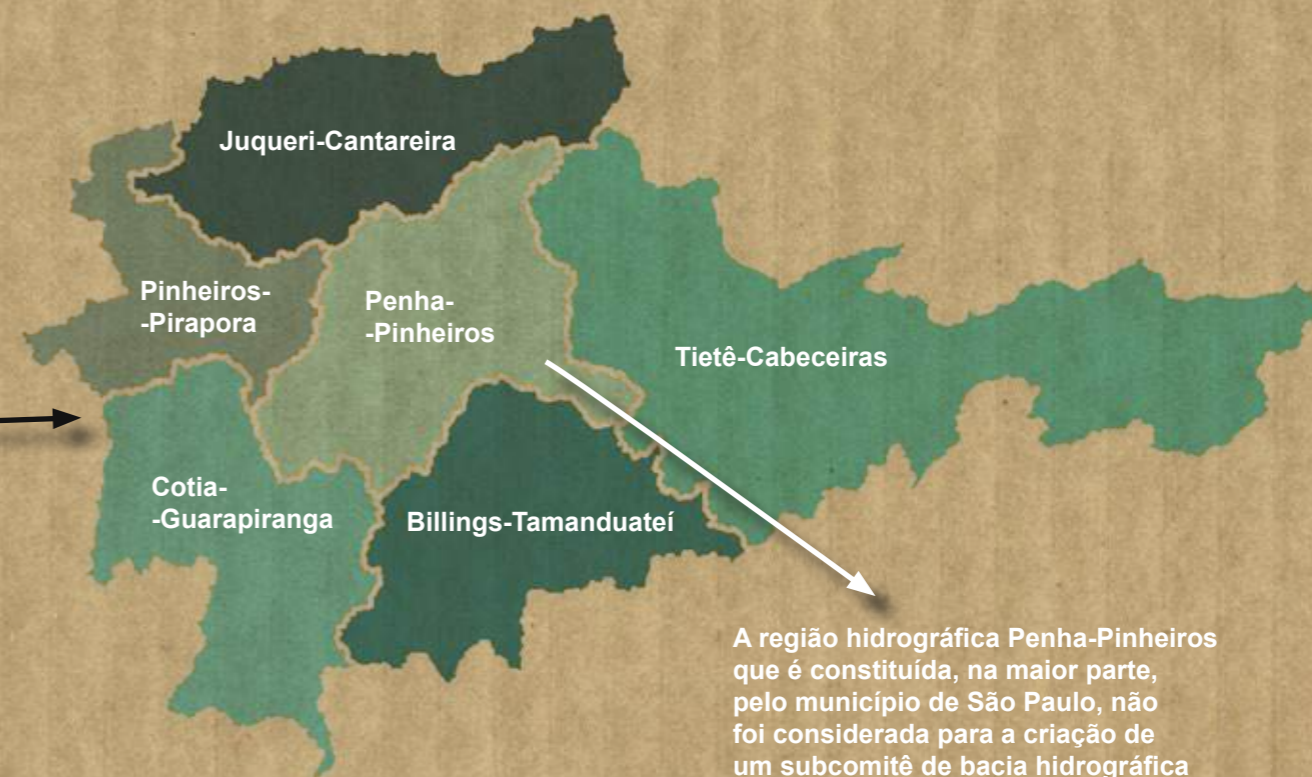 Juqueri-Cantareira
Pinheiros-
-Pirapora
Penha-
-Pinheiros
Tietê-Cabeceiras
Cotia-
-Guarapiranga
Billings-Tamanduateí
A região hidrográfica Penha-Pinheiros
que é constituída, na maior parte,
pelo município de São Paulo, não
foi considerada para a criação de
um subcomitê de bacia hidrográfica